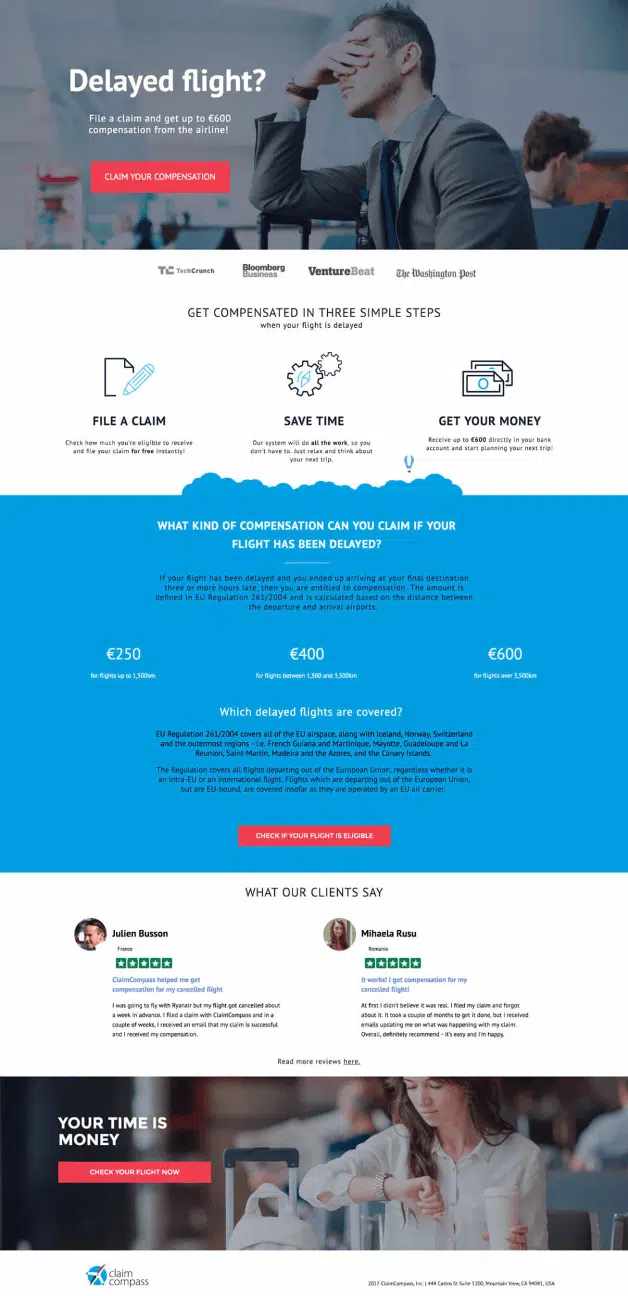 Delayed flight?
File a claim and get up to €600
compensation from the airline!
CLAIM YOUR COMPENSATION
TC TechCrunch
Bloomberg
Business
VentureBeat
The Washington Post
GET COMPENSATED IN THREE SIMPLE STEPS
when your flight is delayed
FILE A CLAIM
Check how much you're eligible to receive
and file your claim for free instantly!
SAVE TIME
Our system will do all the work, so you
don't have to. Just relax and think about
your next trip.
GET YOUR MONEY
Receive up to €600 directly in your bank
account and start planning your next trip!
WHAT KIND OF COMPENSATION CAN YOU CLAIM IF YOUR
FLIGHT HAS BEEN DELAYED?
If your flight has been delayed and you ended up arriving at your final destination
three or more hours late, then you are entitled to compensation. The amount is
defined in EU Regulation 261/2004 and is calculated based on the distance between
the departure and arrival airports.
€250
for flights up to 1,500km
€400
for flights between 1,500 and 3,500km
€600
for flights over 3,500km
Which delayed flights are covered?
EU Regulation 261/2004 covers all of the EU airspace, along with Iceland, Norway, Switzerland
and the outermost regions - i.e. French Guiana and Martinique, Mayotte, Guadeloupe and La
Reunion, Saint-Martin, Madeira and the Azores, and the Canary Islands.
The Regulation covers all flights departing out of the European Union, regardless whether it is
an intra-EU or an international flight. Flights which are departing out of the European Union,
but are EU-bound, are covered insofar as they are operated by an EU air carrier.
CHECK IF YOUR FLIGHT IS ELIGIBLE
WHAT OUR CLIENTS SAY
Julien Busson
France
ClaimCompass helped me get
compensation for my cancelled flight
I was going to fly with Ryanair but my flight got cancelled about
a week in advance. I filed a claim with ClaimCompass and in a
couple of weeks, I received an email that my claim is successful
and I received my compensation.
Mihaela Rusu
Romania
It works! I got compensation for my
cancelled flight!
At first I didn't believe it was real. I filed my claim and forgot
about it. It took a couple of months to get it done, but I received
emails updating me on what was happening with my claim.
Overall, definitely recommend - it's easy and I'm happy.
Read more reviews here.
YOUR TIME IS
MONEY
CHECK YOUR FLIGHT NOW
claim
compass
2017 ClaimCompass, Inc. | 444 Castro St Suite 1200, Mountain View, CA 94041, USA